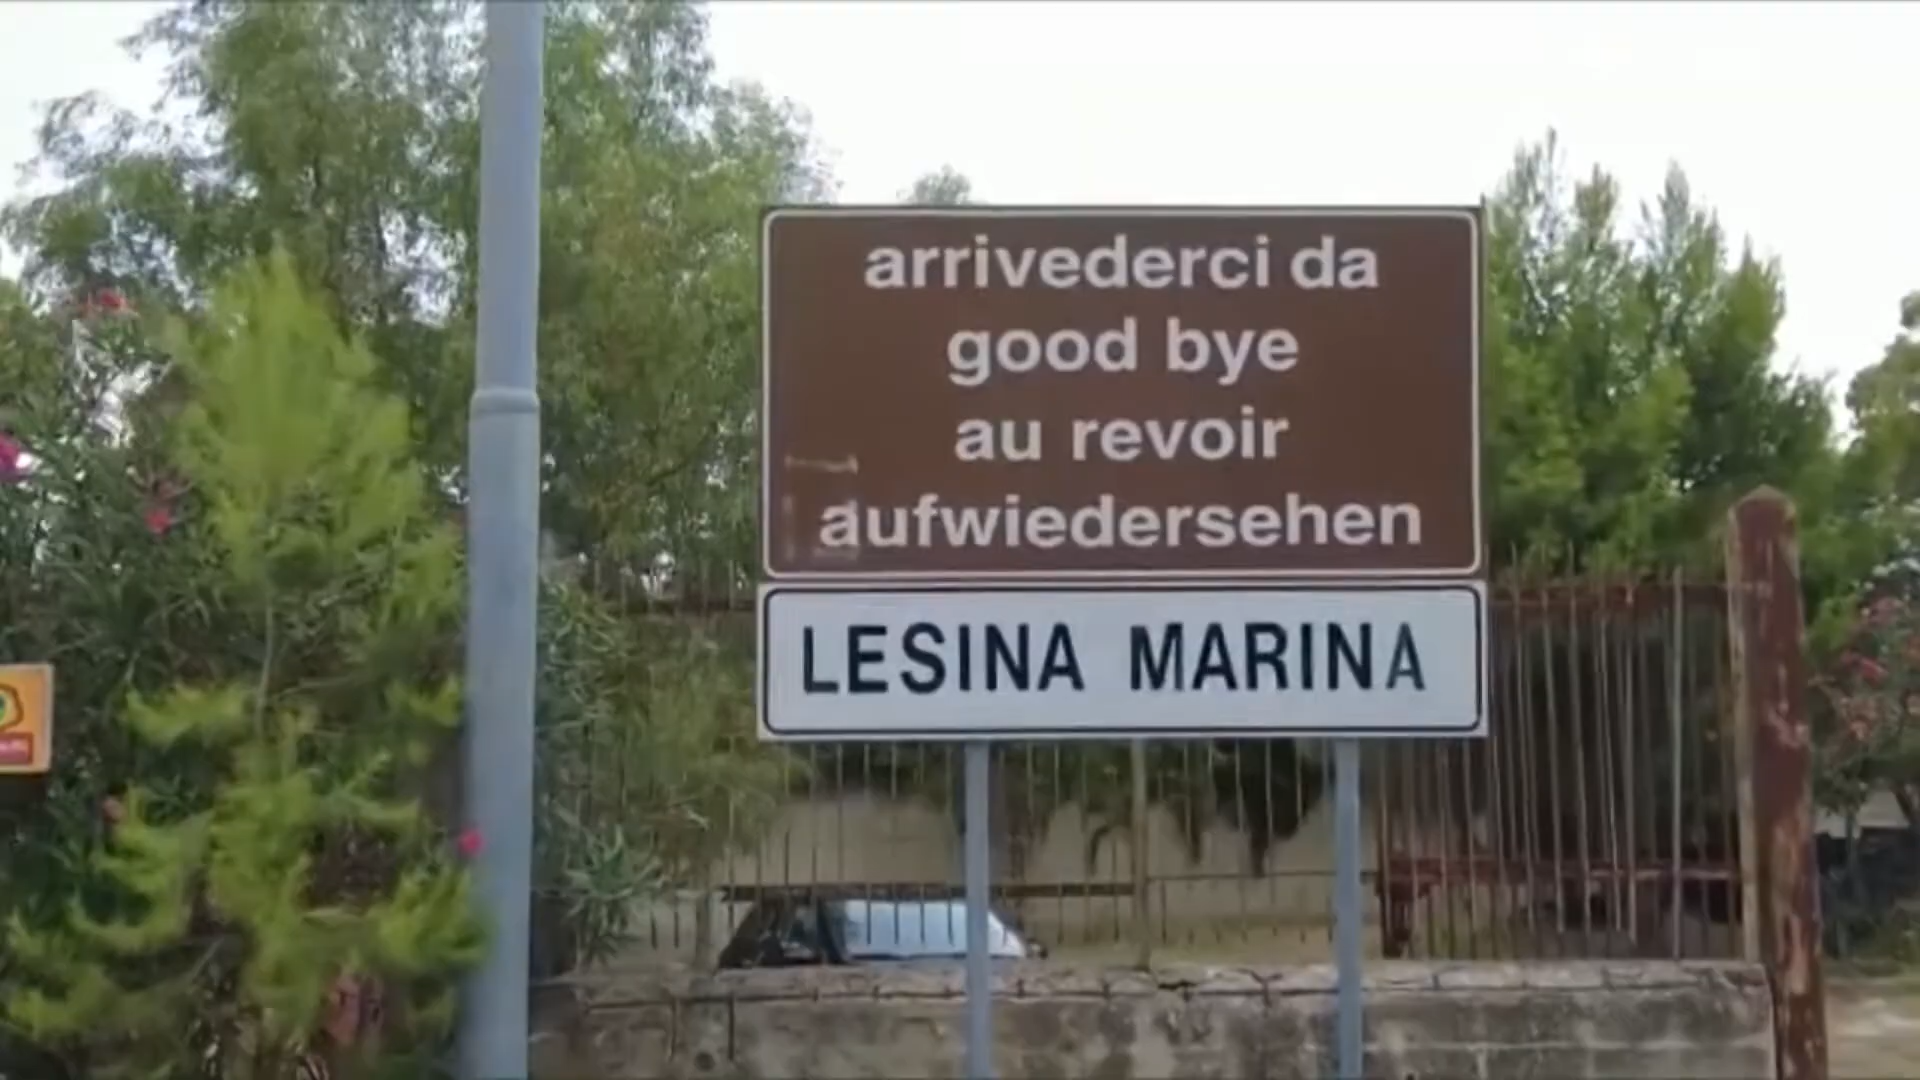 arrivederci da
good bye
au revoir
aufwiedersehen
LESINA MARINA